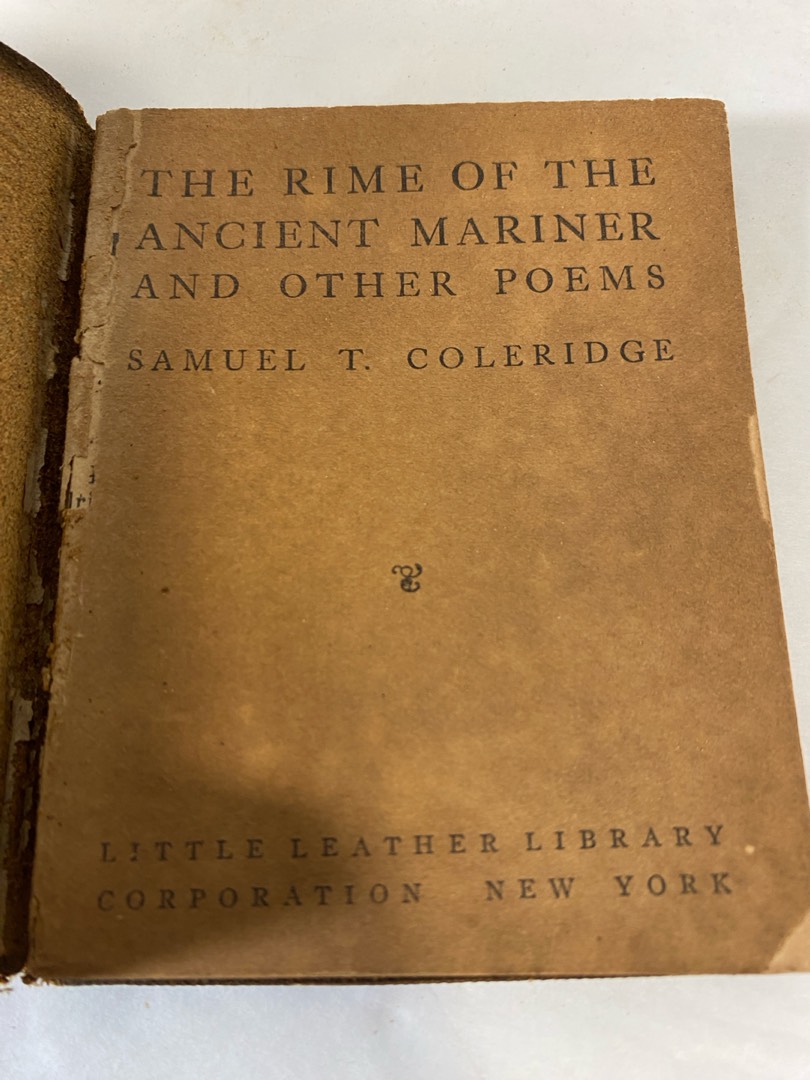 THE RIME OF THE
ANCIENT MARINER
AND OTHER POEMS
SAMUEL T. COLERIDGE
LITTLE LEATHER LIBRARY
CORPORATION NEW YORK